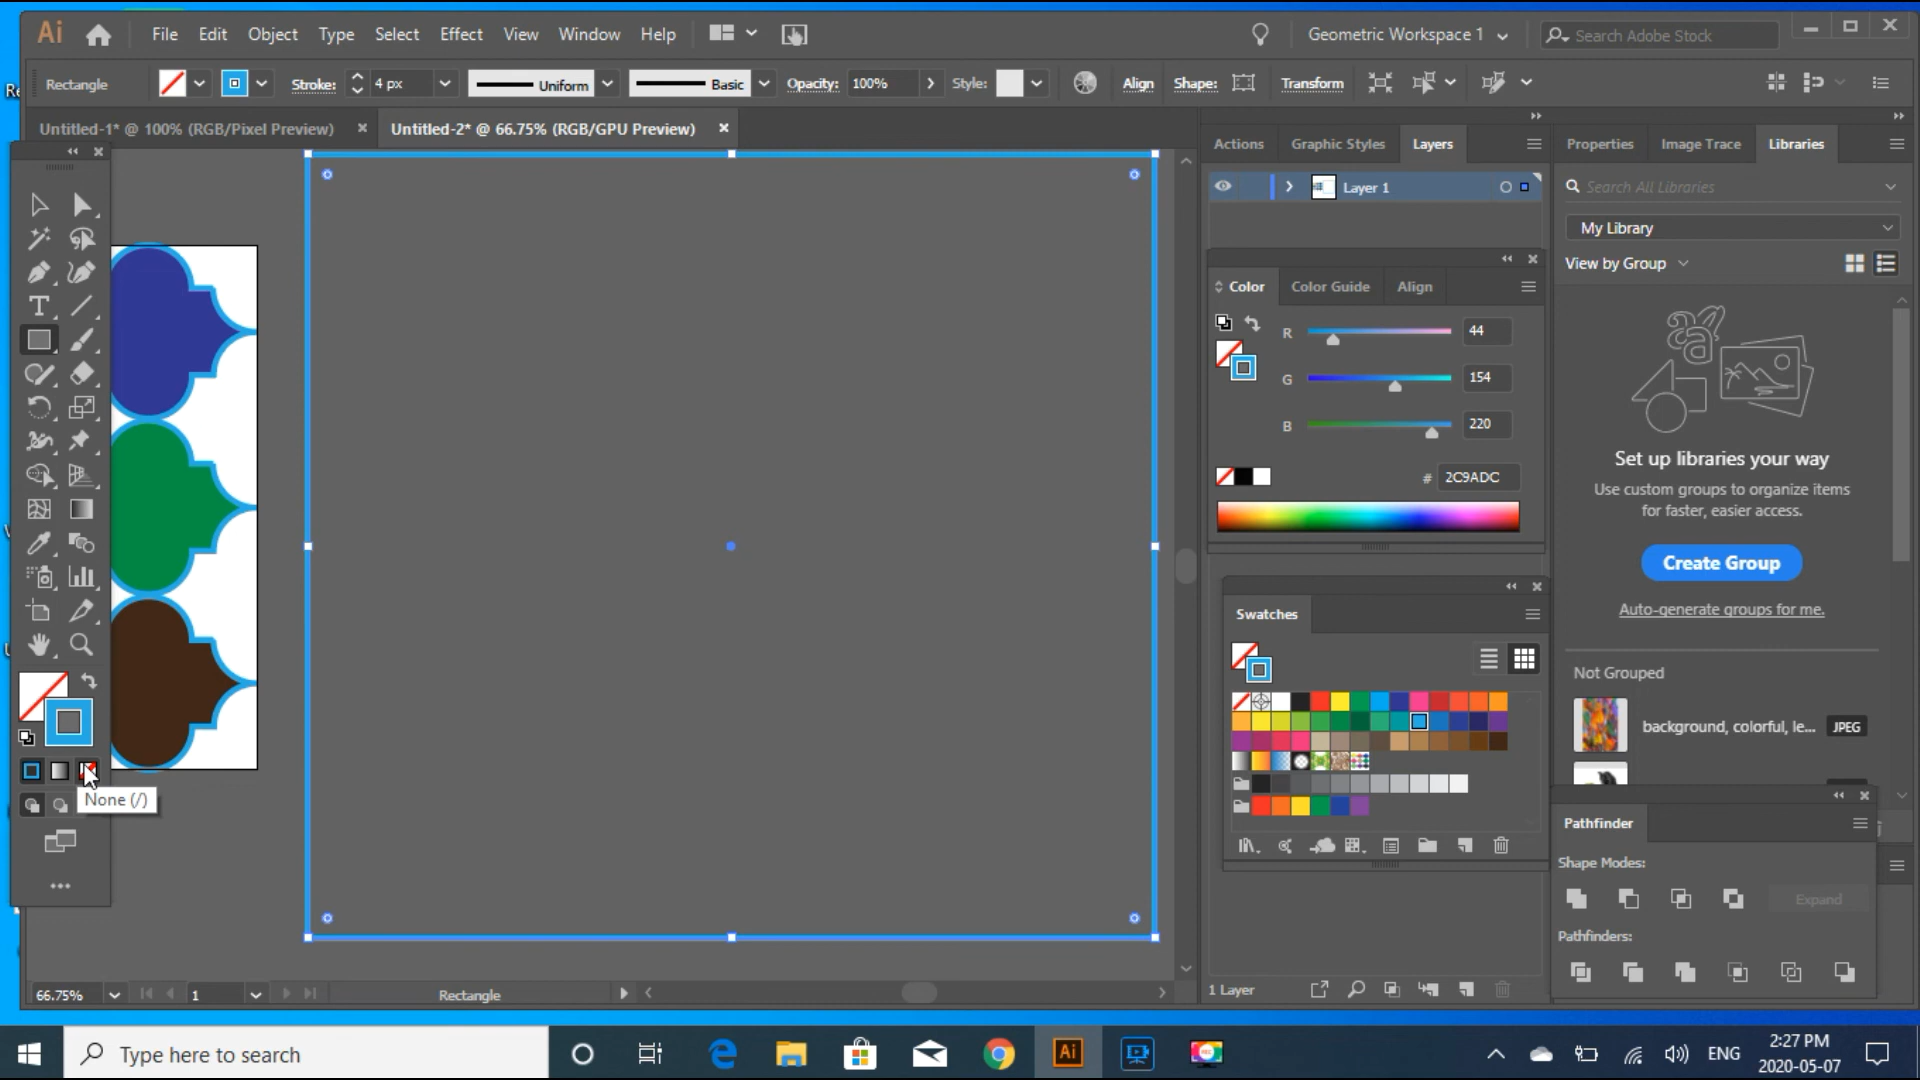 Ai
File Edit Object Type Select Effect View Window Help
Geometric Workspace 1
Search Adobe Stock
Rectangle
Stroke:
4 px
Uniform
Basic
Opacity: 100%
Style:
Align
Shape:
Transform
Untitled-1* @ 100% (RGB/Pixel Preview)
Untitled-2* @ 66.75% (RGB/GPU Preview)
Actions Graphic Styles Layers
Layer 1
Properties Image Trace Libraries
Search All Libraries
My Library
View by Group
Color Color Guide Align
R 44
G 154
B 220
# 2C9ADC
Set up libraries your way
Use custom groups to organize items
for faster, easier access.
Create Group
Auto-generate groups for me.
Swatches
Not Grouped
background, colorful, le... JPEG
None (/)
Pathfinder
Shape Modes:
Expand
Pathfinders:
66.75%
1
Rectangle
1 Layer
Type here to search
Ai
ENG
2:27 PM
2020-05-07